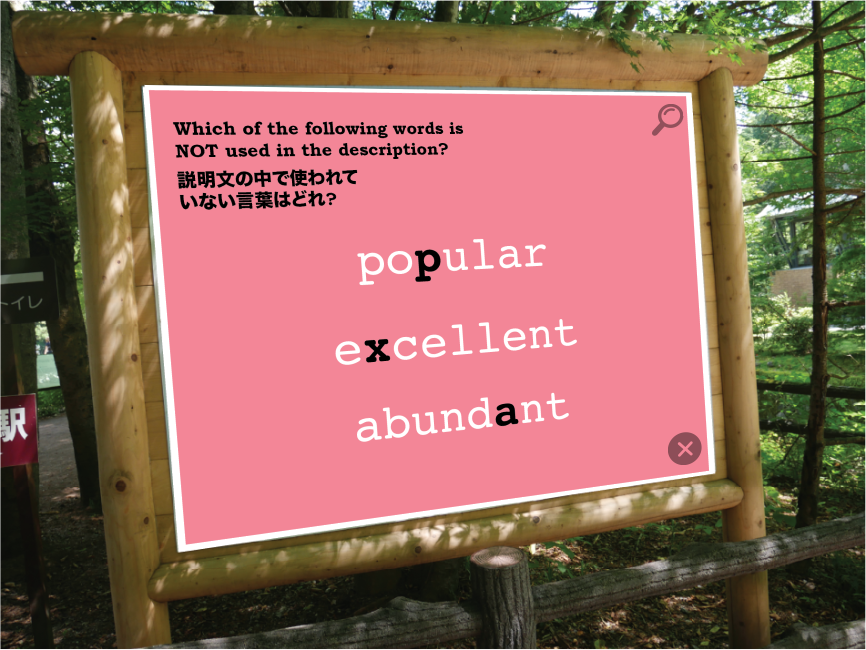 Which of the following words is
NOT used in the description?
説明文の中で使われて
いない言葉はどれ?
popular
excellent
abundant
トイレ
駅